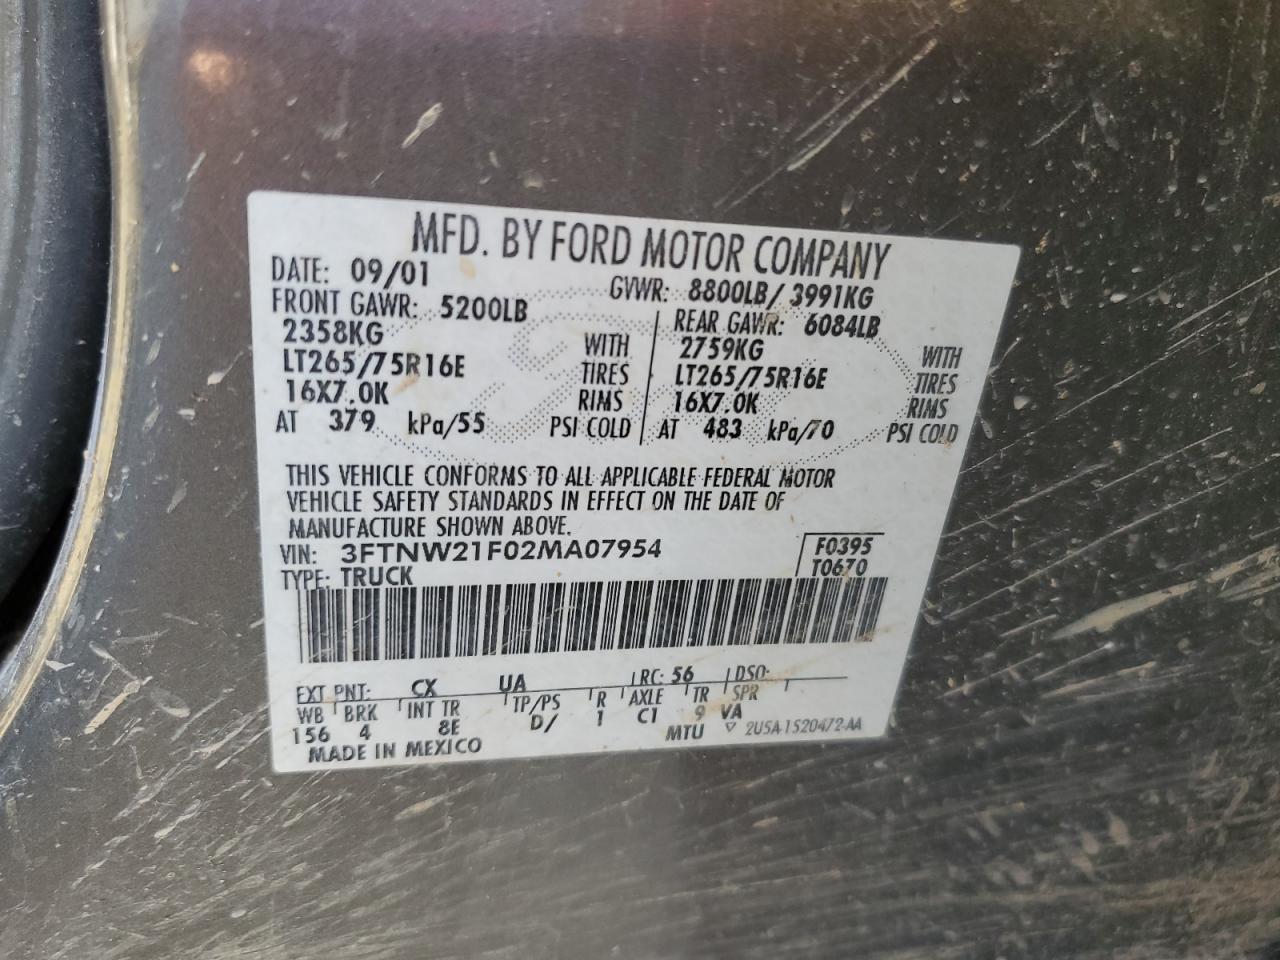 MFD. BY FORD MOTOR COMPANY
DATE: 09/01 GVWR: 8800LB/ 3991KG
FRONT GAWR: 5200LB REAR GAWR: 6084LB
2358KG WITH 2759KG WITH
LT265/75R16E TIRES LT265/75R16E TIRES
16X7.0K RIMS 16X7.0K RIMS
AT 379 kPa/55 PSI COLD AT 483 kPa/70 PSI COLD
THIS VEHICLE CONFORMS TO ALL APPLICABLE FEDERAL MOTOR
VEHICLE SAFETY STANDARDS IN EFFECT ON THE DATE OF
MANUFACTURE SHOWN ABOVE.
VIN: 3FTNW21F02MA07954 F0395
TYPE: TRUCK T0670
EXT PNT: CX UA RC: 56 DSO:
WB BRK INT TR TP/PS R AXLE TR SPR
156 4 8E D/ 1 C1 9 VA
MADE IN MEXICO MTU ▽ 2U5A-1520472-AA